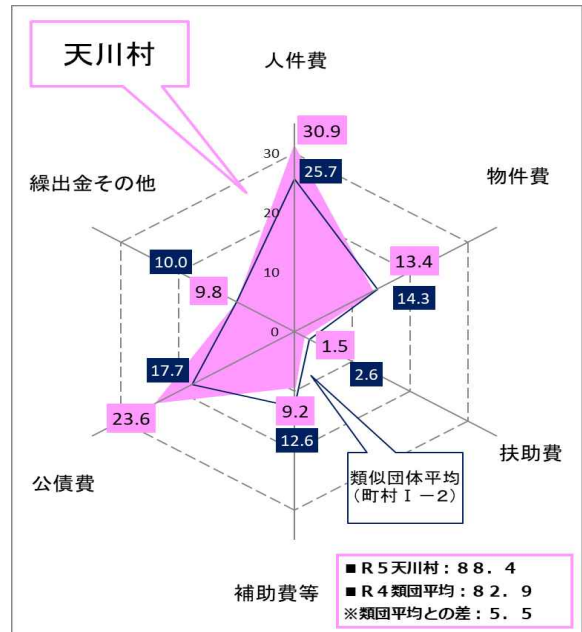 天川村
人件費
30.9
25.7
30
物件費
繰出金その他
20
13.4
10.0
14.3
10
9.8
0
1.5
17.7
2.6
9.2
23.6
12.6
扶助費
公債費
類似団体平均
(町村Ⅰ－2)
補助費等
■R5天川村:88.4
■R4類団平均:82.9
※類団平均との差:5.5